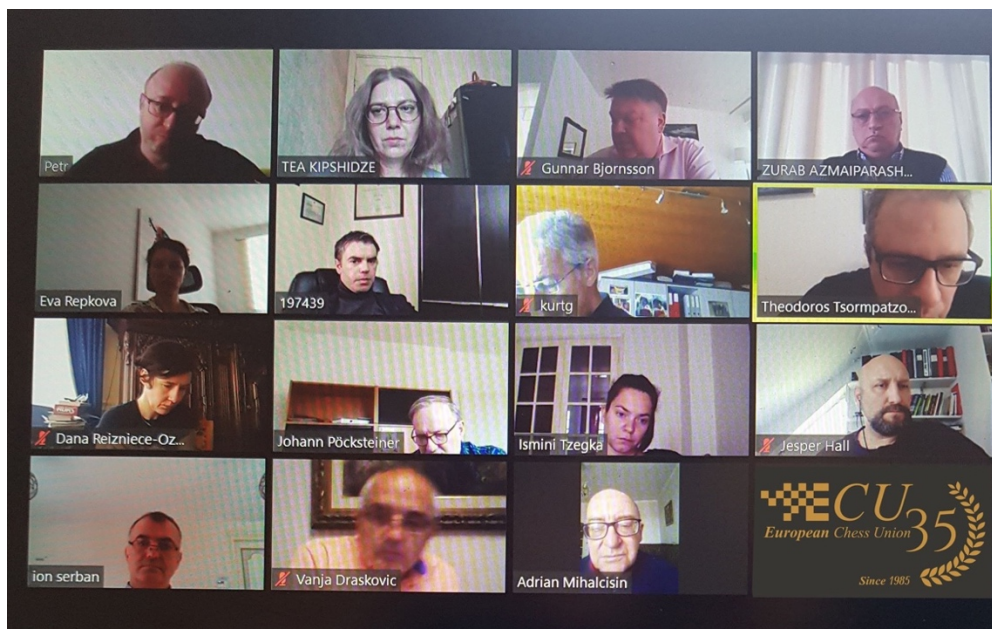 Petr
TEA KIPSHIDZE
Gunnar Bjornsson
ZURAB AZMAIPARASH...
Eva Repkova
197439
kurtg
Theodoros Tsormpatzo...
Dana Reizniece-Oz...
Johann Pöcksteiner
Ismini Tzegka
Jesper Hall
ion serban
Vanja Draskovic
Adrian Mihalcisin
ECU
35
European Chess Union
Since 1985